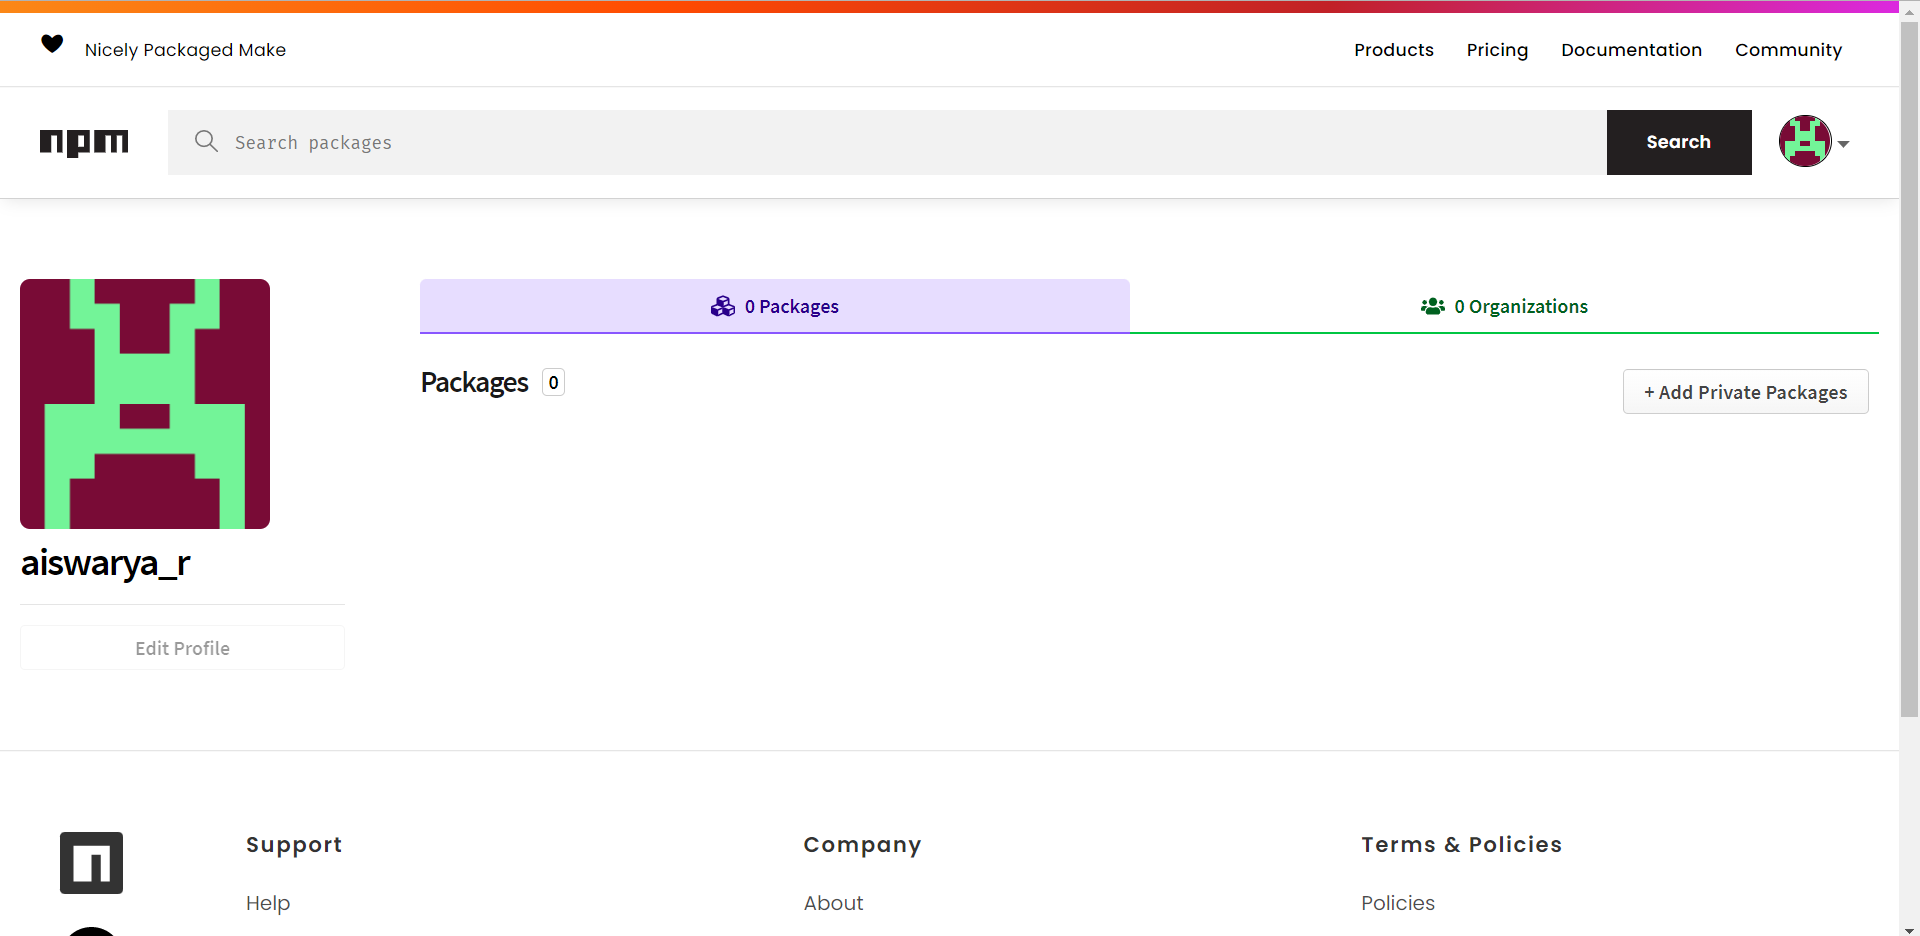 Nicely Packaged Make
Products Pricing Documentation Community
npm
Search packages
Search
0 Packages
0 Organizations
Packages 0
+ Add Private Packages
aiswarya_r
Edit Profile
Support
Help
Company
About
Terms & Policies
Policies